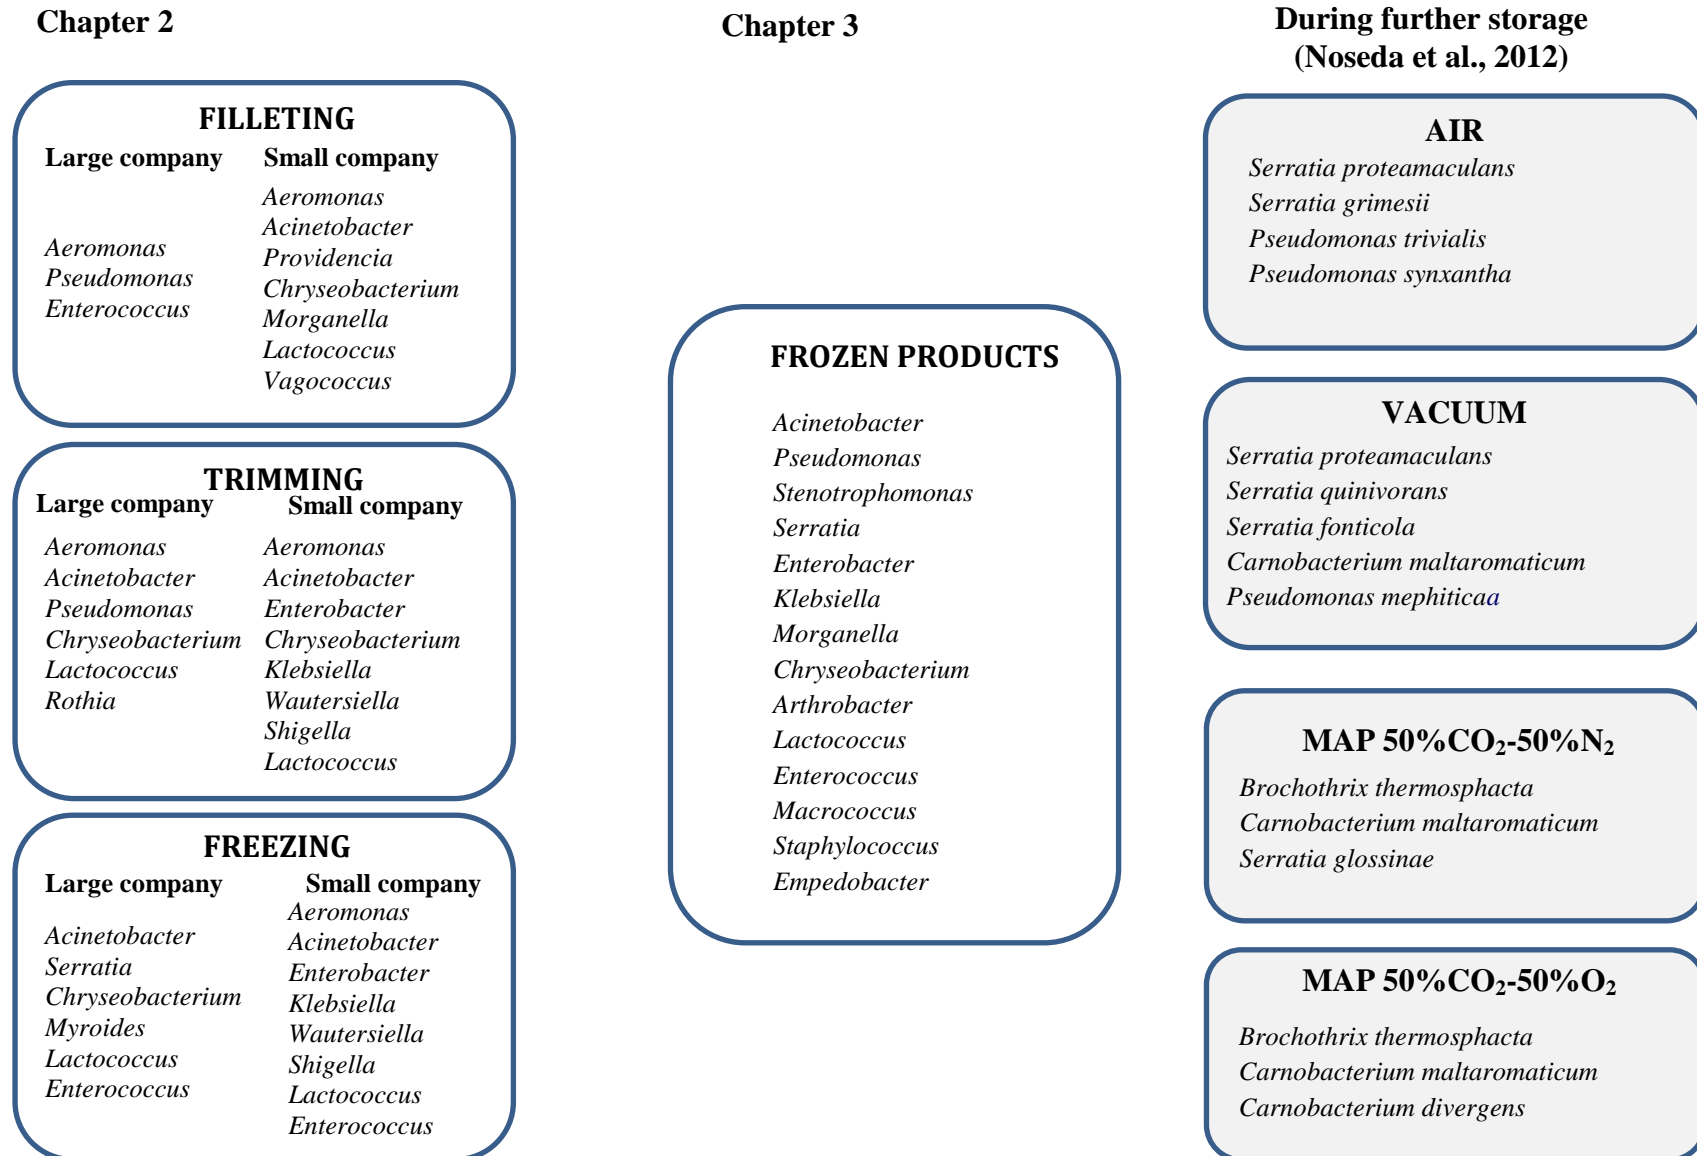 Chapter 2
FILLETING
Large company
Aeromonas
Pseudomonas
Enterococcus
Small company
Aeromonas
Acinetobacter
Providencia
Chryseobacterium
Morganella
Lactococcus
Vagococcus
TRIMMING
Large company
Aeromonas
Acinetobacter
Pseudomonas
Chryseobacterium
Lactococcus
Rothia
Small company
Aeromonas
Acinetobacter
Enterobacter
Chryseobacterium
Klebsiella
Wautersiella
Shigella
Lactococcus
FREEZING
Large company
Acinetobacter
Serratia
Chryseobacterium
Myroides
Lactococcus
Enterococcus
Small company
Aeromonas
Acinetobacter
Enterobacter
Klebsiella
Wautersiella
Shigella
Lactococcus
Enterococcus
Chapter 3
FROZEN PRODUCTS
Acinetobacter
Pseudomonas
Stenotrophomonas
Serratia
Enterobacter
Klebsiella
Morganella
Chryseobacterium
Arthrobacter
Lactococcus
Enterococcus
Macrococcus
Staphylococcus
Empedobacter
During further storage
(Noseda et al., 2012)
AIR
Serratia proteamaculans
Serratia grimesii
Pseudomonas trivialis
Pseudomonas synxantha
VACUUM
Serratia proteamaculans
Serratia quinivorans
Serratia fonticola
Carnobacterium maltaromaticum
Pseudomonas mephiticaa
MAP 50%CO₂-50%N₂
Brochothrix thermosphacta
Carnobacterium maltaromaticum
Serratia glossinae
MAP 50%CO₂-50%O₂
Brochothrix thermosphacta
Carnobacterium maltaromaticum
Carnobacterium divergens